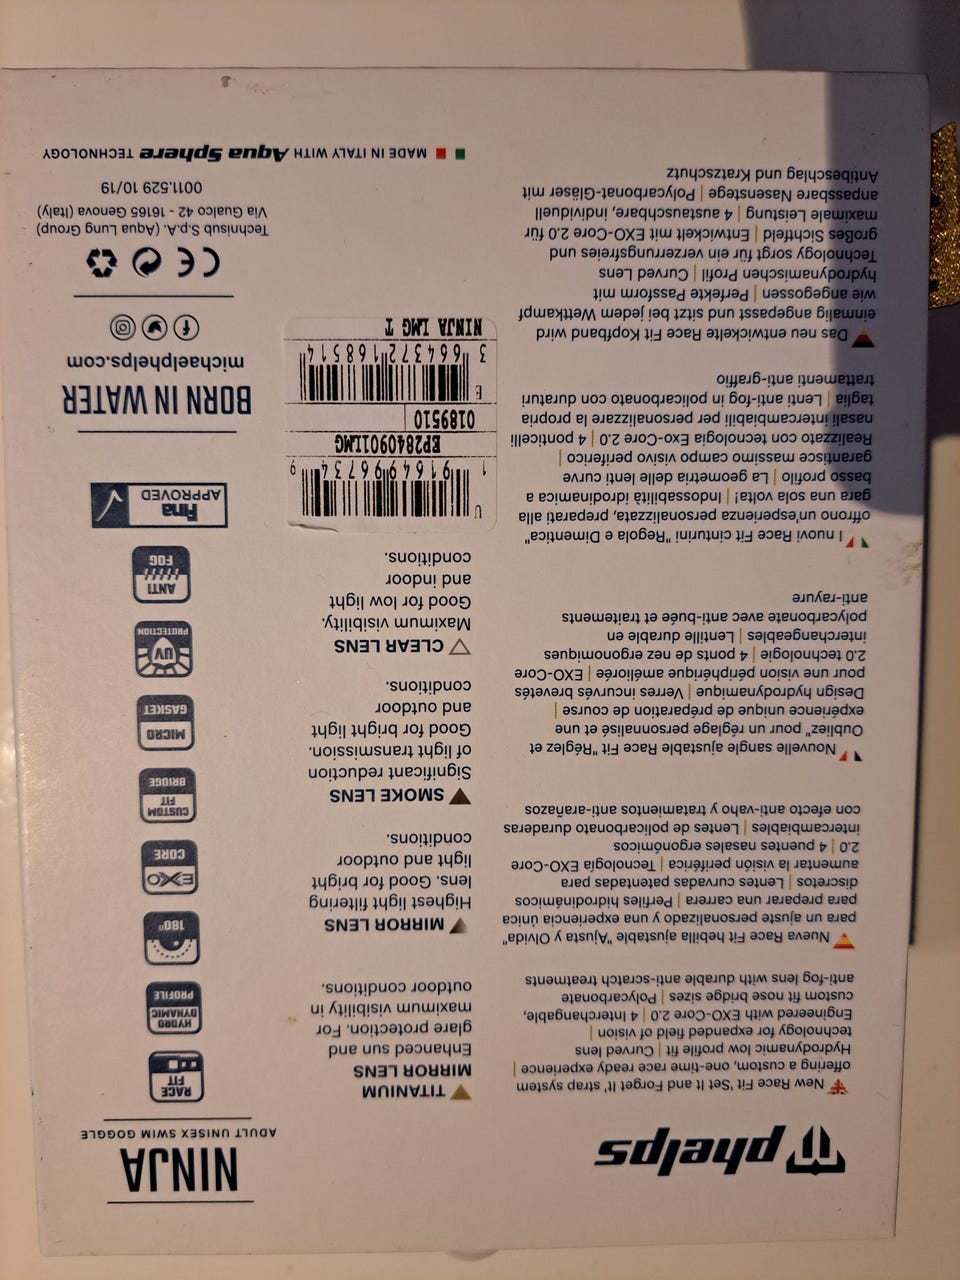 phelps
New Race Fit 'Set It and Forget It' strap system
offering a custom, one-time race ready experience |
Hydrodynamic low profile fit | Curved lens
technology for expanded field of vision |
Engineered with EXO-Core 2.0 | 4 Interchangable,
custom fit nose bridge sizes | Polycarbonate
anti-fog lens with durable anti-scratch treatments
Nueva Race Fit hebilla ajustable "Ajusta y Olvida"
para un ajuste personalizado y una experiencia única
para preparar una carrera | Perfiles hidrodinámicos
discretos | Lentes curvadas patentadas para
aumentar la visión periférica | Tecnología EXO-Core
2.0 | 4 puentes nasales ergonómicos
intercambiables | Lentes de policarbonato duraderas
con efecto anti-vaho y tratamientos anti-arañazos
Nouvelle sangle ajustable Race Fit "Réglez et
Oubliez" pour un réglage personnalisé et une
expérience unique de préparation de course |
Design hydrodynamique | Verres incurvés brevetés
pour une vision périphérique améliorée | EXO-Core
2.0 technologie | 4 ponts de nez ergonomiques
interchangeables | Lentille durable en
polycarbonate avec anti-buée et traitements
anti-rayure
I nuovi Race Fit cinturini "Regola e Dimentica"
offrono un'esperienza personalizzata, preparati alla
gara una sola volta! | Indossabilità idrodinamica a
basso profilo | La geometria delle lenti curve
garantisce massimo campo visivo periferico |
Realizzato con tecnologia Exo-Core 2.0 | 4 ponticelli
nasali intercambiabili per personalizzare la propria
taglia | Lenti anti-fog in policarbonato con duraturi
trattamenti anti-graffio
Das neu entwickelte Race Fit Kopfband wird
einmalig angepasst und sitzt bei jedem Wettkampf
wie angegossen | Perfekte Passform mit
hydrodynamischen Profil | Curved Lens
Technology sorgt für ein verzerrungsfreies und
großes Sichtfeld | Entwickelt mit EXO-Core 2.0 für
maximale Leistung | 4 austauschbare, individuell
anpassbare Nasenstege | Polycarbonat-Gläser mit
Antibeschlag und Kratzschutz
TITANIUM
MIRROR LENS
Enhanced sun and
glare protection. For
maximum visibility in
outdoor conditions.
MIRROR LENS
Highest light filtering
lens. Good for bright
light and outdoor
conditions.
SMOKE LENS
Significant reduction
of light transmission.
Good for bright light
and outdoor
conditions.
CLEAR LENS
Maximum visibility.
Good for low light
and indoor
conditions.
U
1 91649 96734 9
EP2840901LMG
0189510
E
3 664372 168514
NINJA LMG T
MADE IN ITALY WITH Aqua Sphere TECHNOLOGY
NINJA
ADULT UNISEX SWIM GOGGLE
RACE
FIT
HYDRO
DYNAMIC
PROFILE
180°
EXO
CORE
CUSTOM
FIT
BRIDGE
MICRO
GASKET
UV
PROTECTION
ANTI
FOG
Fina
APPROVED
BORN IN WATER
michaelphelps.com
CE
Technisub S.p.A. (Aqua Lung Group)
Via Gualco 42 - 16165 Genova (Italy)
0011.529 10/19